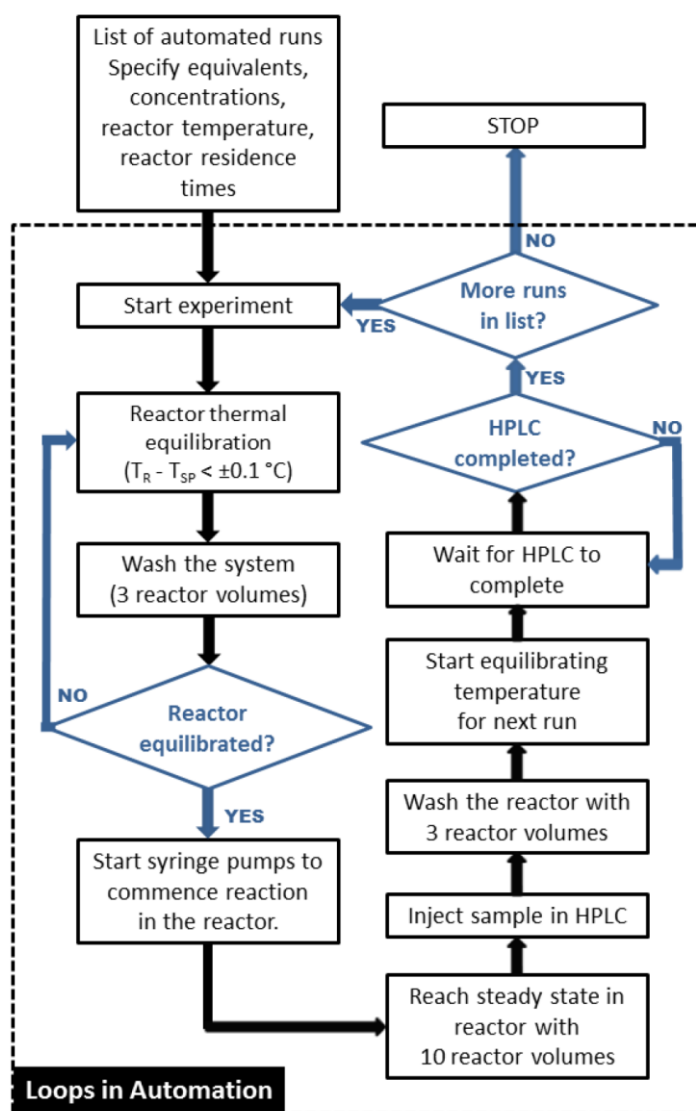 List of automated runs
Specify equivalents,
concentrations,
reactor temperature,
reactor residence
times
Start experiment
Reactor thermal
equilibration
(T_R - T_SP < ±0.1 °C)
Wash the system
(3 reactor volumes)
NO
Reactor
equilibrated?
YES
Start syringe pumps to
commence reaction
in the reactor.
Reach steady state in
reactor with
10 reactor volumes
Inject sample in HPLC
Wash the reactor with
3 reactor volumes
Start equilibrating
temperature
for next run
Wait for HPLC to
complete
NO
HPLC
completed?
YES
More runs
in list?
YES
NO
STOP
Loops in Automation